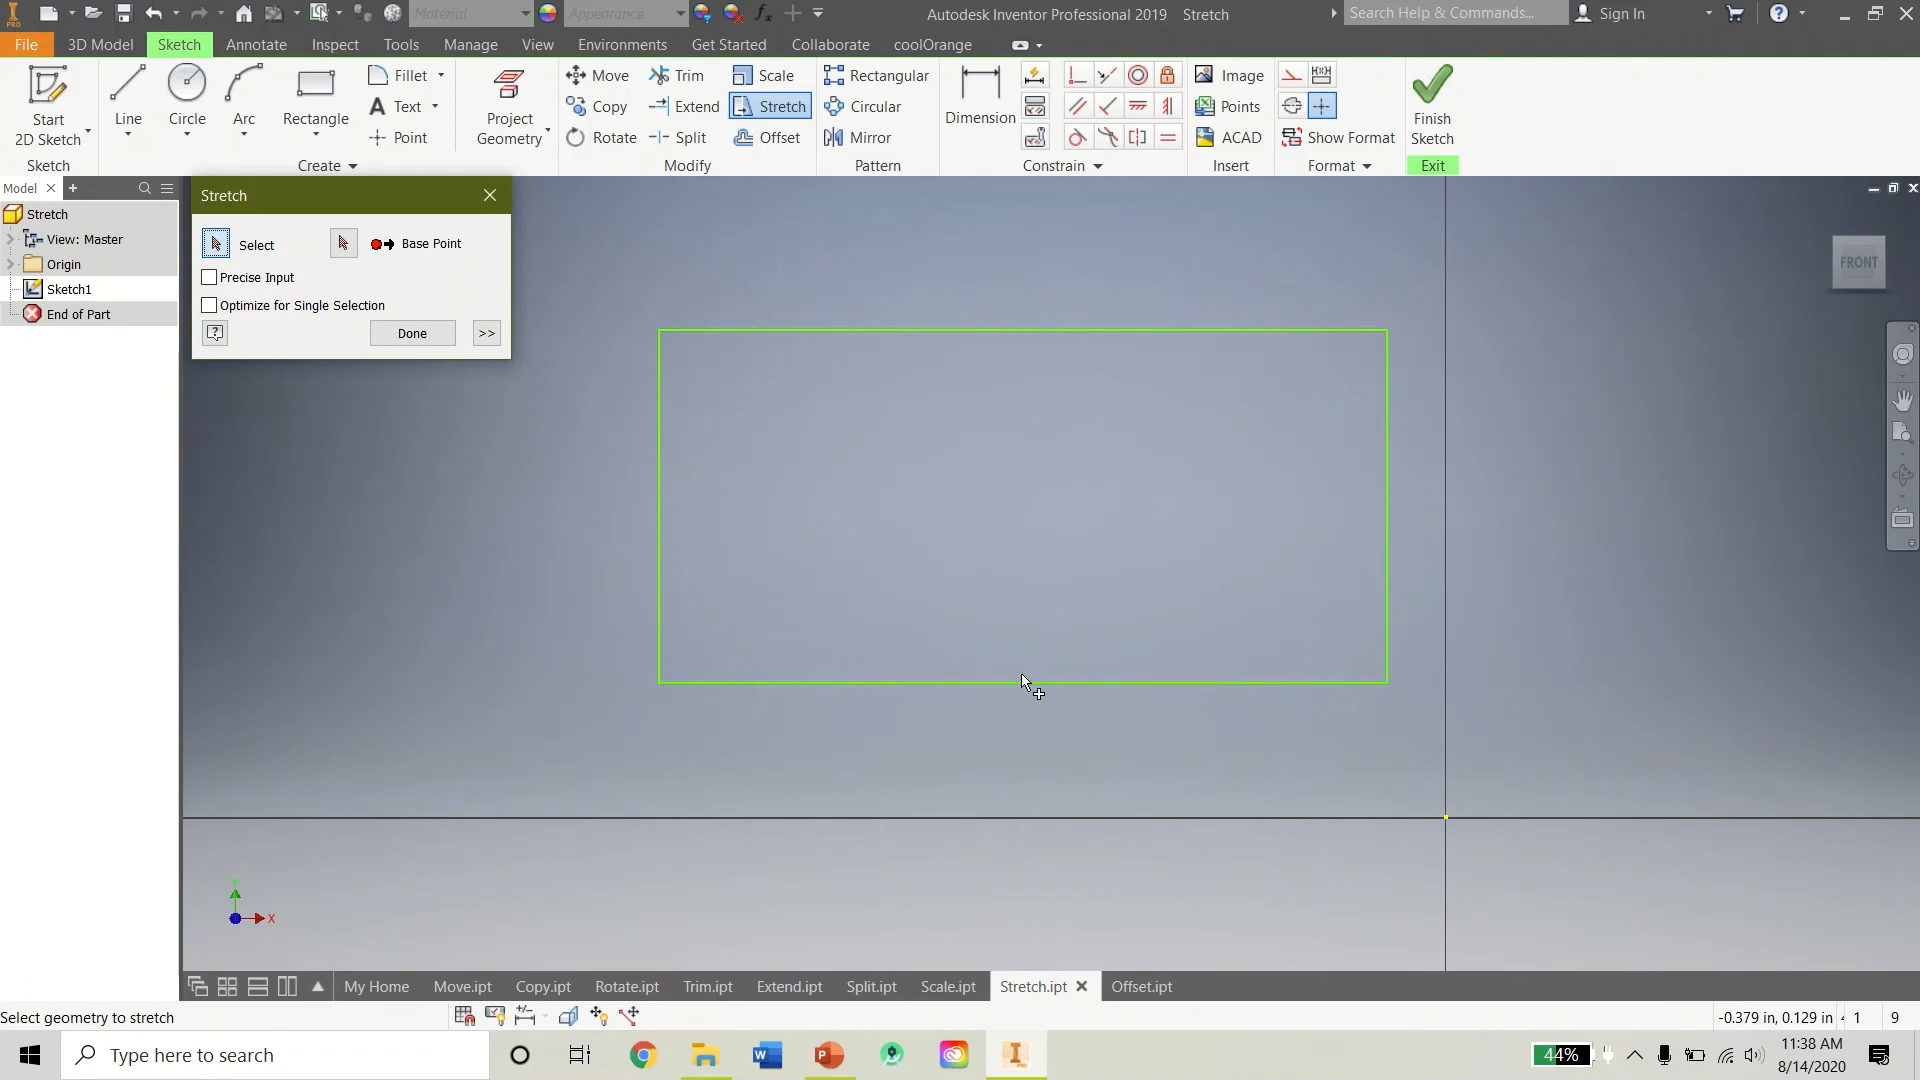 Material
Appearance
Autodesk Inventor Professional 2019 Stretch
Search Help & Commands...
Sign In
PRO
File 3D Model Sketch Annotate Inspect Tools Manage View Environments Get Started Collaborate coolOrange
Start
2D Sketch
Line
Circle
Arc
Rectangle
Fillet
Text
Point
Project
Geometry
Move
Copy
Rotate
Trim
Extend
Split
Scale
Stretch
Offset
Rectangular
Circular
Mirror
Dimension
Image
Points
ACAD
Show Format
Finish
Sketch
Sketch Create Modify Pattern Constrain Insert Format Exit
Model
Stretch
View: Master
Origin
Sketch1
End of Part
Stretch
Select
Base Point
Precise Input
Optimize for Single Selection
Done >>
FRONT
Y
X
My Home Move.ipt Copy.ipt Rotate.ipt Trim.ipt Extend.ipt Split.ipt Scale.ipt Stretch.ipt Offset.ipt
Select geometry to stretch
-0.379 in, 0.129 in
1 9
Type here to search
44%
11:38 AM
8/14/2020